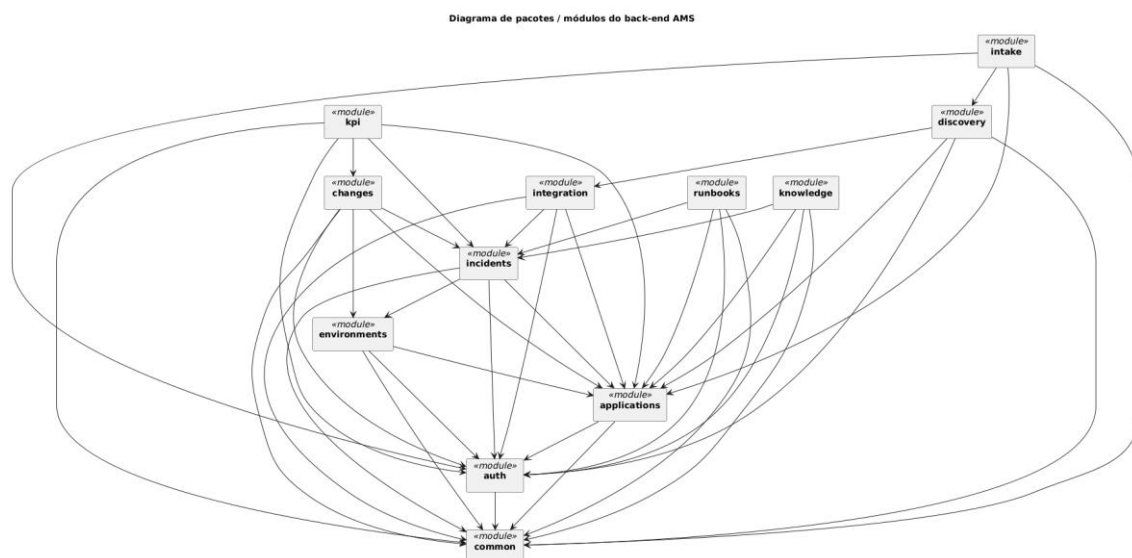 Diagrama de pacotes / módulos do back-end AMS
«module»
intake
«module»
kpi
«module»
discovery
«module»
changes
«module»
integration
«module»
runbooks
«module»
knowledge
«module»
incidents
«module»
environments
«module»
applications
«module»
auth
«module»
common